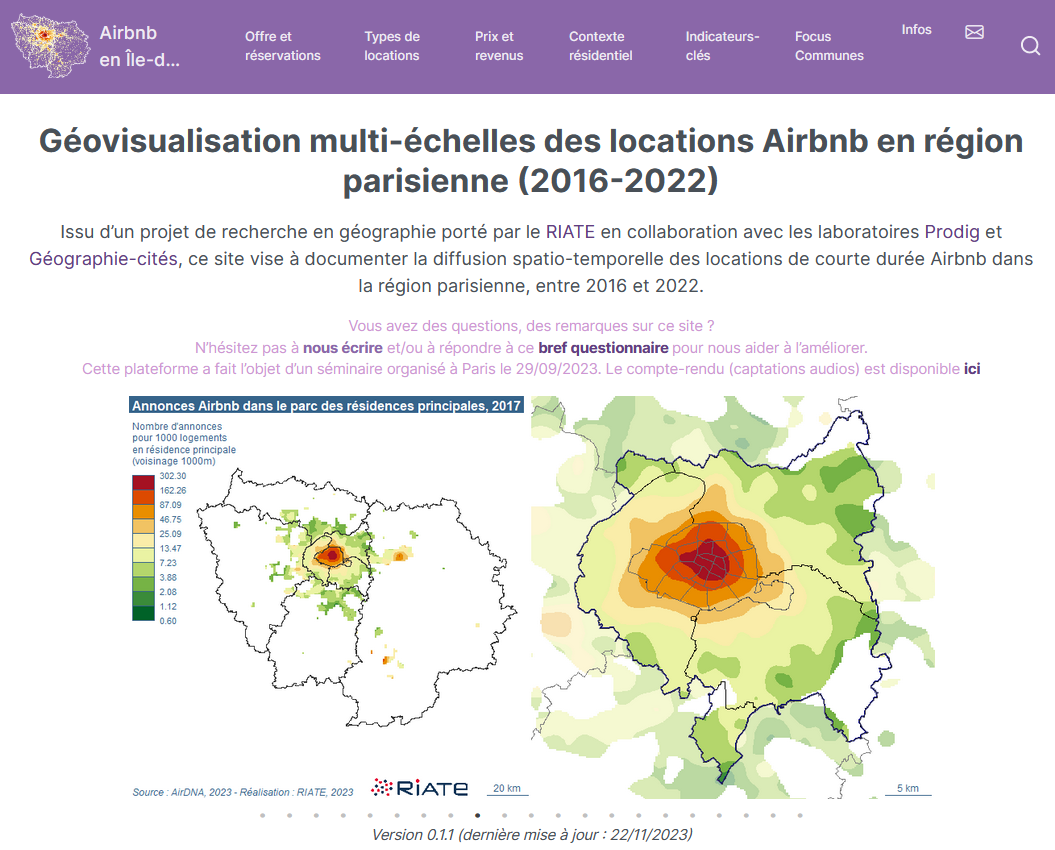 Airbnb
en Île-d...
Offre et
réservations
Types de
locations
Prix et
revenus
Contexte
résidentiel
Indicateurs-
clés
Focus
Communes
Infos
Géovisualisation multi-échelles des locations Airbnb en région
parisienne (2016-2022)
Issu d’un projet de recherche en géographie porté par le RIATE en collaboration avec les laboratoires Prodig et
Géographie-cités, ce site vise à documenter la diffusion spatio-temporelle des locations de courte durée Airbnb dans
la région parisienne, entre 2016 et 2022.
Vous avez des questions, des remarques sur ce site ?
N’hésitez pas à nous écrire et/ou à répondre à ce bref questionnaire pour nous aider à l’améliorer.
Cette plateforme a fait l’objet d’un séminaire organisé à Paris le 29/09/2023. Le compte-rendu (captations audios) est disponible ici
Annonces Airbnb dans le parc des résidences principales, 2017
Nombre d'annonces
pour 1000 logements
en résidence principale
(voisinage 1000m)
302.30
162.26
87.09
46.75
25.09
13.47
7.23
3.88
2.08
1.12
0.60
Source : AirDNA, 2023 - Réalisation : RIATE, 2023
RIATE
20 km
5 km
Version 0.1.1 (dernière mise à jour : 22/11/2023)